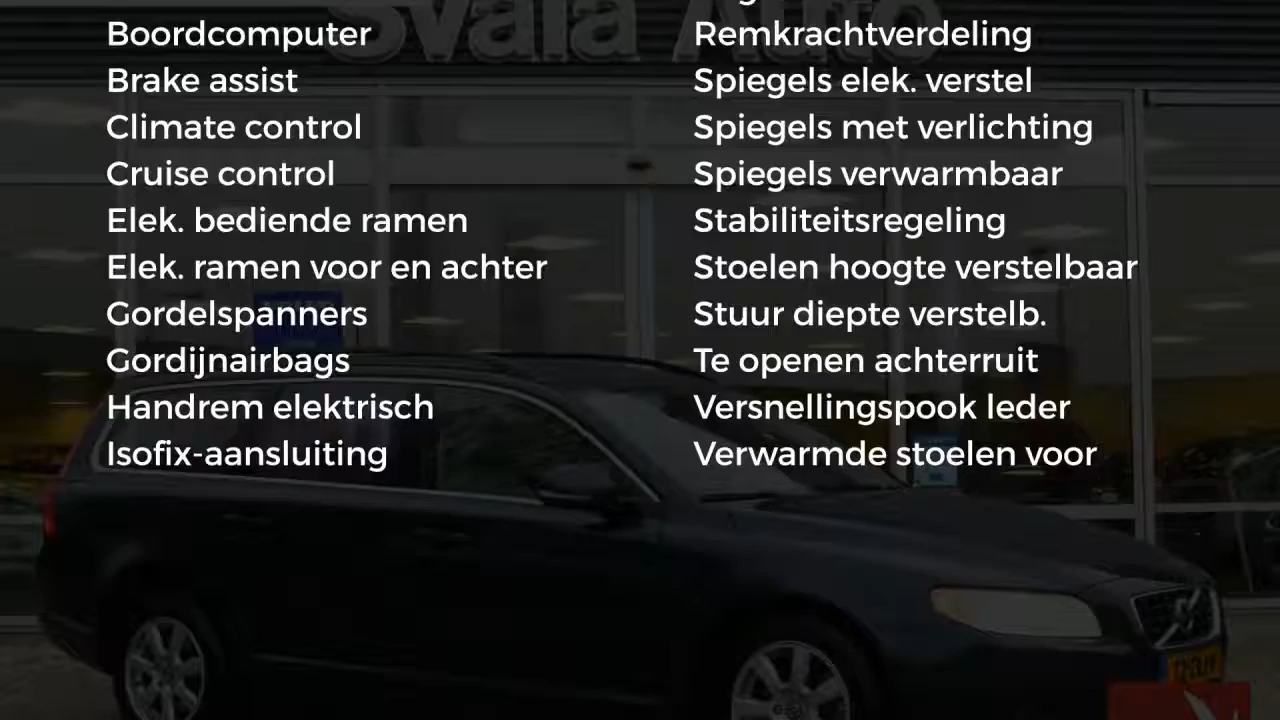 Svala Auto
Boordcomputer
Brake assist
Climate control
Cruise control
Elek. bediende ramen
Elek. ramen voor en achter
Gordelspanners
Gordijnairbags
Handrem elektrisch
Isofix-aansluiting
Remkrachtverdeling
Spiegels elek. verstel
Spiegels met verlichting
Spiegels verwarmbaar
Stabiliteitsregeling
Stoelen hoogte verstelbaar
Stuur diepte verstelb.
Te openen achterruit
Versnellingspook leder
Verwarmde stoelen voor